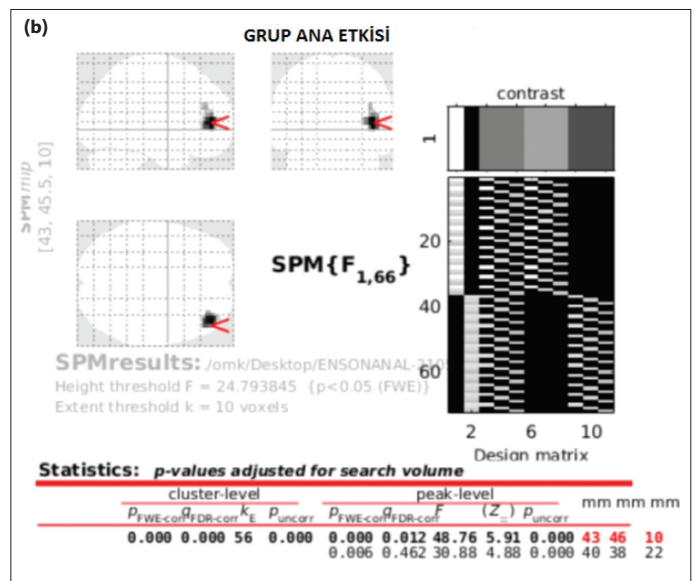 (b)
GRUP ANA ETKİSİ
contrast
1
SPMmip
[43, 45.5, 10]
SPM{F1,66}
20
40
60
SPMresults: ./omk/Desktop/ENSONANAL-210
Height threshold F = 24.793845 {p<0.05 (FWE)}
Extent threshold k = 10 voxels
2 6 10
Design matrix
Statistics: p-values adjusted for search volume
cluster-level peak-level mm mm mm
pFWE-corr qFDR-corr kE puncorr pFWE-corr qFDR-corr F (Z≡) puncorr
0.000 0.000 56 0.000 0.000 0.012 48.76 5.91 0.000 43 46 10
0.006 0.462 30.88 4.88 0.000 40 38 22